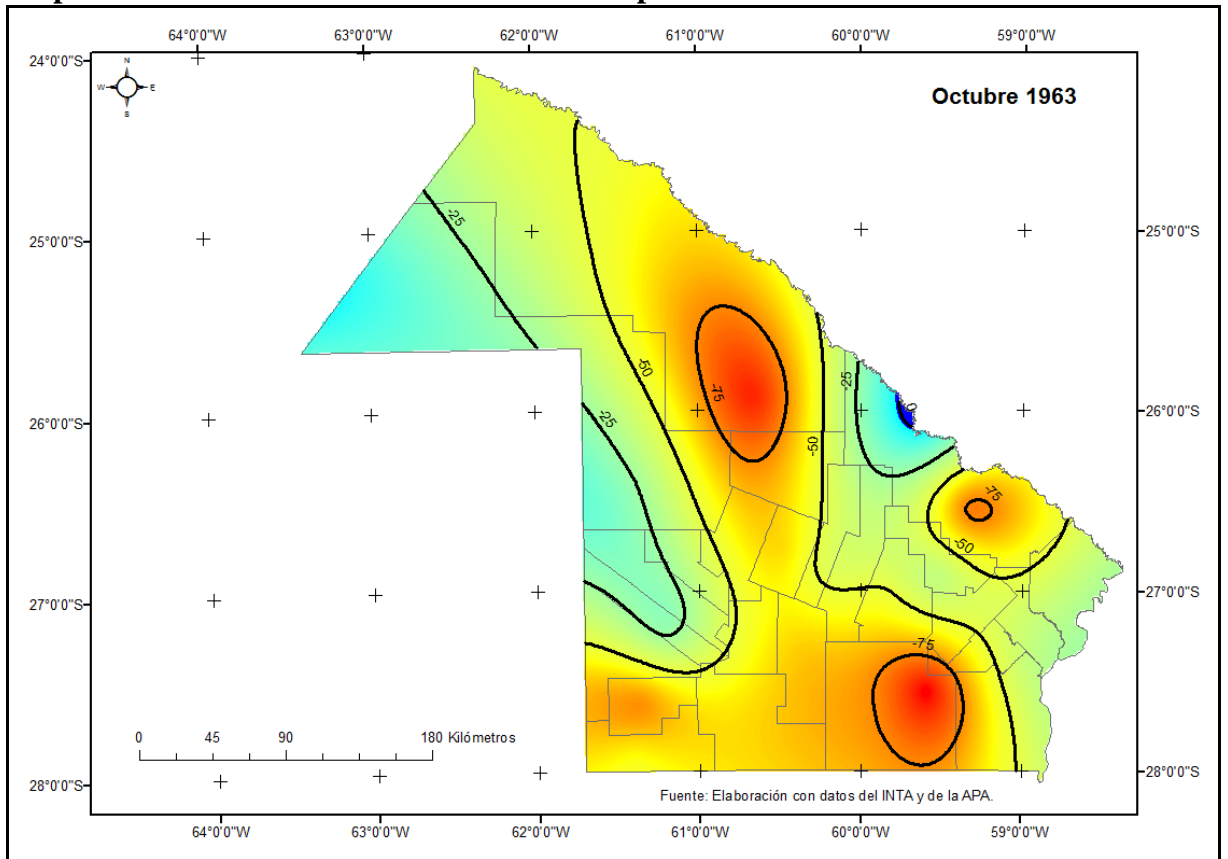 64°0'0"W 63°0'0"W 62°0'0"W 61°0'0"W 60°0'0"W 59°0'0"W
24°0'0"S
N
W E
S
Octubre 1963
-25
25°0'0"S 25°0'0"S
-50
-75
-25
0
-25
26°0'0"S 26°0'0"S
-50
-75
-50
27°0'0"S 27°0'0"S
-75
0 45 90 180 Kilómetros
28°0'0"S 28°0'0"S
Fuente: Elaboración con datos del INTA y de la APA.
64°0'0"W 63°0'0"W 62°0'0"W 61°0'0"W 60°0'0"W 59°0'0"W